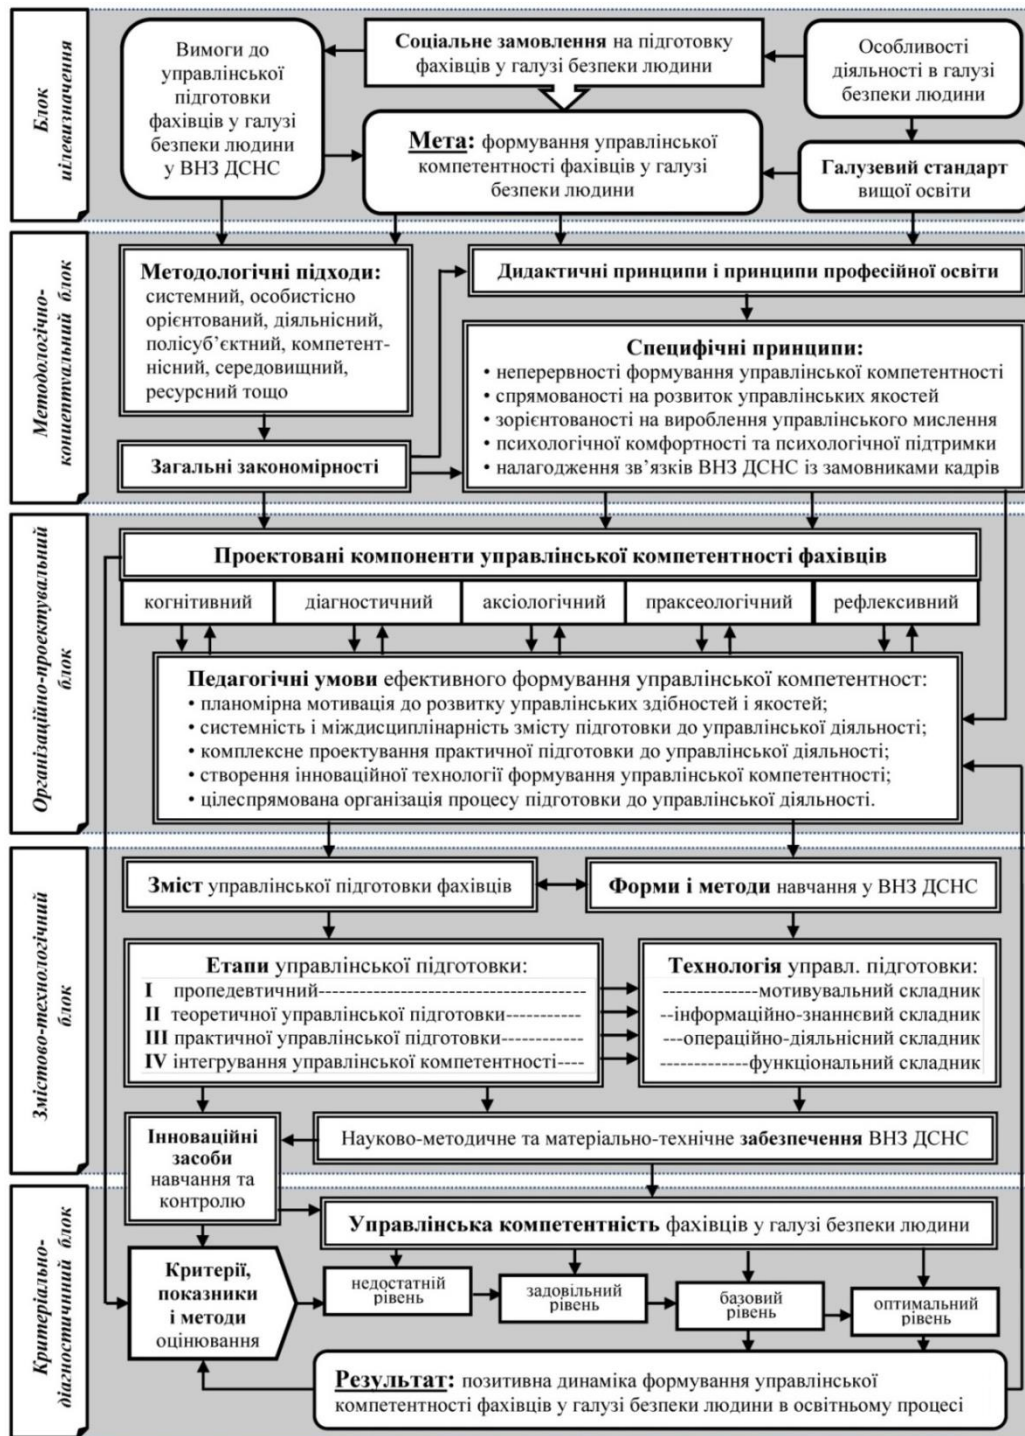 Блок
цілевизначення
Вимоги до
управлінської
підготовки
фахівців у галузі
безпеки людини
у ВНЗ ДСНС
Соціальне замовлення на підготовку
фахівців у галузі безпеки людини
Особливості
діяльності в галузі
безпеки людини
Мета: формування управлінської
компетентності фахівців у галузі
безпеки людини
Галузевий стандарт
вищої освіти
Методологічно-
концептуальний блок
Методологічні підходи:
системний, особистісно
орієнтований, діяльнісний,
полісуб’єктний, компетент-
нісний, середовищний,
ресурсний тощо
Загальні закономірності
Дидактичні принципи і принципи професійної освіти
Специфічні принципи:
• неперервності формування управлінської компетентності
• спрямованості на розвиток управлінських якостей
• зорієнтованості на вироблення управлінського мислення
• психологічної комфортності та психологічної підтримки
• налагодження зв’язків ВНЗ ДСНС із замовниками кадрів
Організаційно-проектувальний
блок
Проектовані компоненти управлінської компетентності фахівців
когнітивний
діагностичний
аксіологічний
праксеологічний
рефлексивний
Педагогічні умови ефективного формування управлінської компетентност:
• планомірна мотивація до розвитку управлінських здібностей і якостей;
• системність і міждисциплінарність змісту підготовки до управлінської діяльності;
• комплексне проектування практичної підготовки до управлінської діяльності;
• створення інноваційної технології формування управлінської компетентності;
• цілеспрямована організація процесу підготовки до управлінської діяльності.
Змістово-технологічний
блок
Зміст управлінської підготовки фахівців
Форми і методи навчання у ВНЗ ДСНС
Етапи управлінської підготовки:
I пропедевтичний
II теоретичної управлінської підготовки
III практичної управлінської підготовки
IV інтегрування управлінської компетентності
Технологія управл. підготовки:
мотивувальний складник
інформаційно-знаннєвий складник
операційно-діяльнісний складник
функціональний складник
Інноваційні
засоби
навчання та
контролю
Науково-методичне та матеріально-технічне забезпечення ВНЗ ДСНС
Критеріально-
діагностичний блок
Управлінська компетентність фахівців у галузі безпеки людини
Критерії,
показники
і методи
оцінювання
недостатній
рівень
задовільний
рівень
базовий
рівень
оптимальний
рівень
Результат: позитивна динаміка формування управлінської
компетентності фахівців у галузі безпеки людини в освітньому процесі